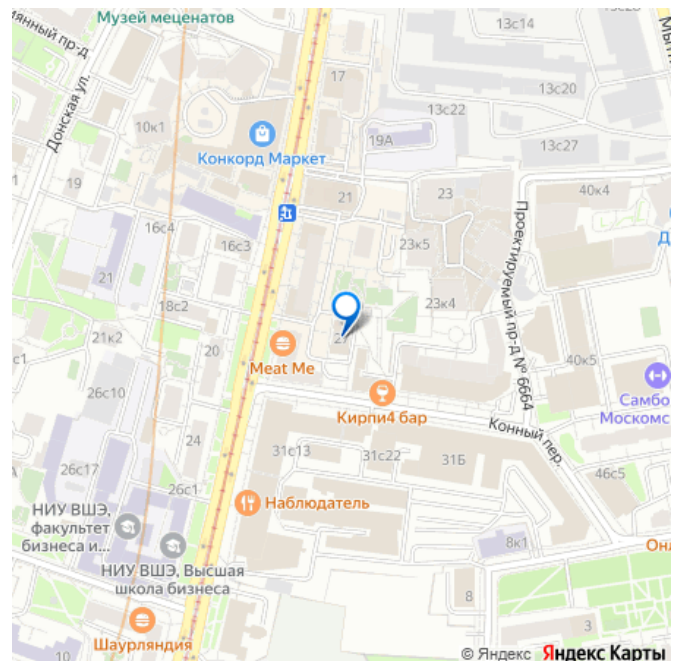 Музей меценатов
13с28
янный пр-д
Мытн
17
13с20
13с22
Донская ул.
10к1
19А
Конкорд Маркет
13с27
19
21
23
40к4
16с4
16с3
23к5
21
18с2
23к4
Проектируемый пр-д № 6664
21к2
20
Meat Me
40к5
Самбо
Москомс
26с10
Кирпи4 бар
24
31с13
31с22
31Б
Конный пер.
26с17
26с1
46с5
Наблюдатель
НИУ ВШЭ,
факультет
бизнеса и...
8к1
Онл
НИУ ВШЭ, Высшая
школа бизнеса
8
3
Шаурляндия
10
© Яндекс Яндекс Карты